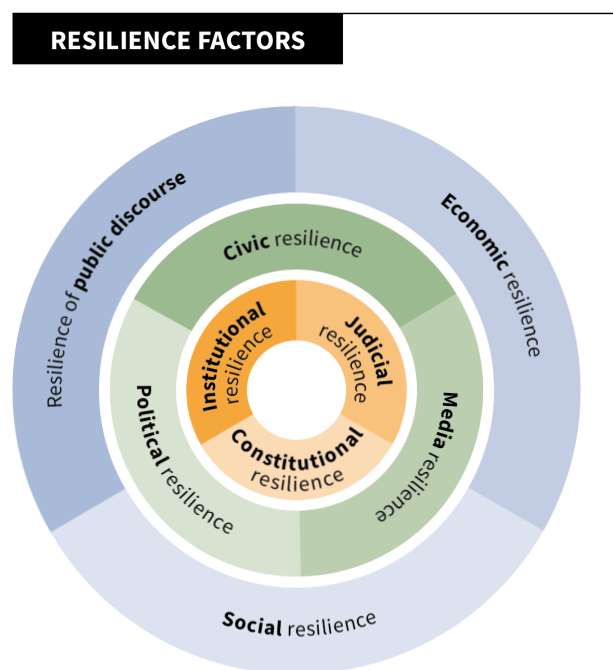 RESILIENCE FACTORS
Resilience of public discourse
Economic resilience
Civic resilience
Institutional
resilience
Judicial
resilience
Political resilience
Media resilience
Constitutional
resilience
Social resilience